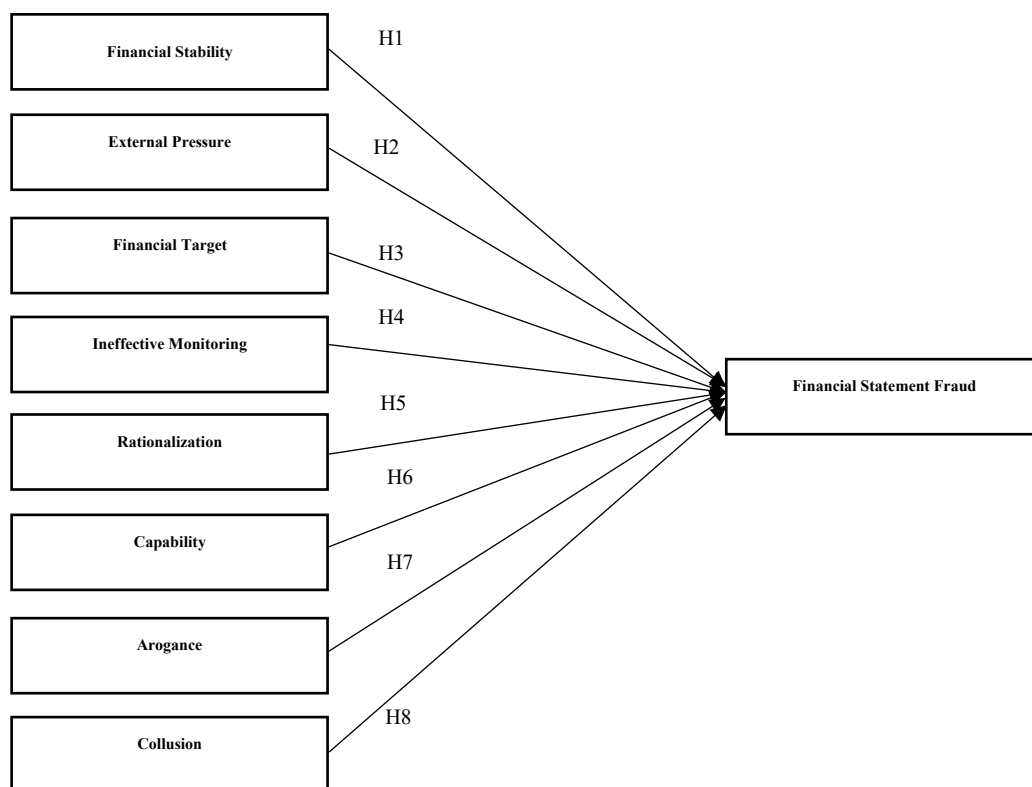 Financial Stability
H1
External Pressure
H2
Financial Target
H3
Ineffective Monitoring
H4
Financial Statement Fraud
Rationalization
H5
Capability
H6
Arogance
H7
Collusion
H8